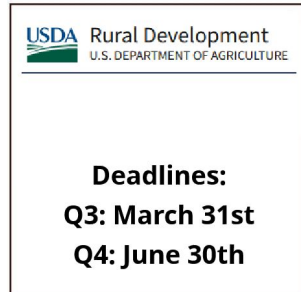 USDA Rural Development
U.S. DEPARTMENT OF AGRICULTURE
Deadlines:
Q3: March 31st
Q4: June 30th